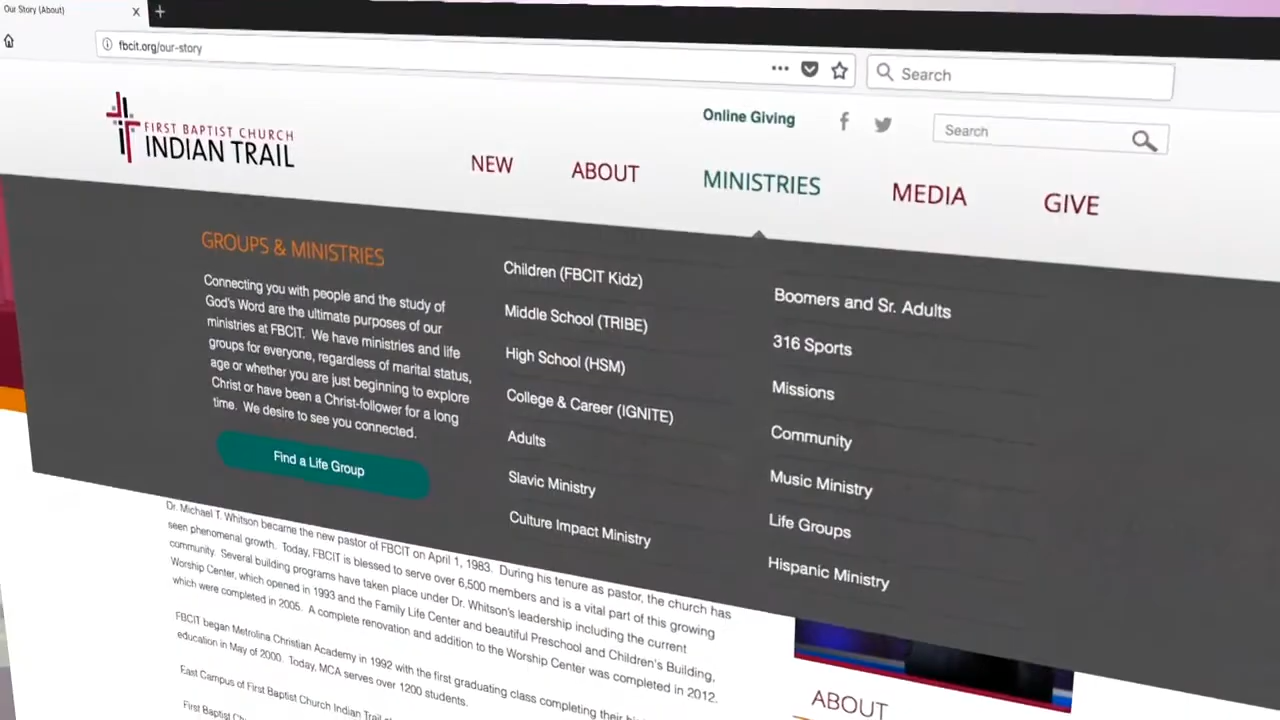 Our Story (About)
fbcit.org/our-story
Search
Online Giving
Search
FIRST BAPTIST CHURCH
INDIAN TRAIL
NEW
ABOUT
MINISTRIES
MEDIA
GIVE
GROUPS & MINISTRIES
Connecting you with people and the study of
God's Word are the ultimate purposes of our
ministries at FBCIT. We have ministries and life
groups for everyone, regardless of marital status,
age or whether you are just beginning to explore
Christ or have been a Christ-follower for a long
time. We desire to see you connected.
Find a Life Group
Children (FBCIT Kidz)
Middle School (TRIBE)
High School (HSM)
College & Career (IGNITE)
Adults
Slavic Ministry
Culture Impact Ministry
Boomers and Sr. Adults
316 Sports
Missions
Community
Music Ministry
Life Groups
Hispanic Ministry
Dr. Michael T. Whitson became the new pastor of FBCIT on April 1, 1983. During his tenure as pastor, the church has
seen phenomenal growth. Today, FBCIT is blessed to serve over 6,500 members and is a vital part of this growing
community. Several building programs have taken place under Dr. Whitson's leadership including the current
Worship Center, which opened in 1993 and the Family Life Center and beautiful Preschool and Children's Building,
which were completed in 2005. A complete renovation and addition to the Worship Center was completed in 2012.
FBCIT began Metrolina Christian Academy in 1992 with the first graduating class completing their
education in May of 2000. Today, MCA serves over 1200 students.
East Campus of First Baptist Church Indian Trail
First Baptist
ABOUT